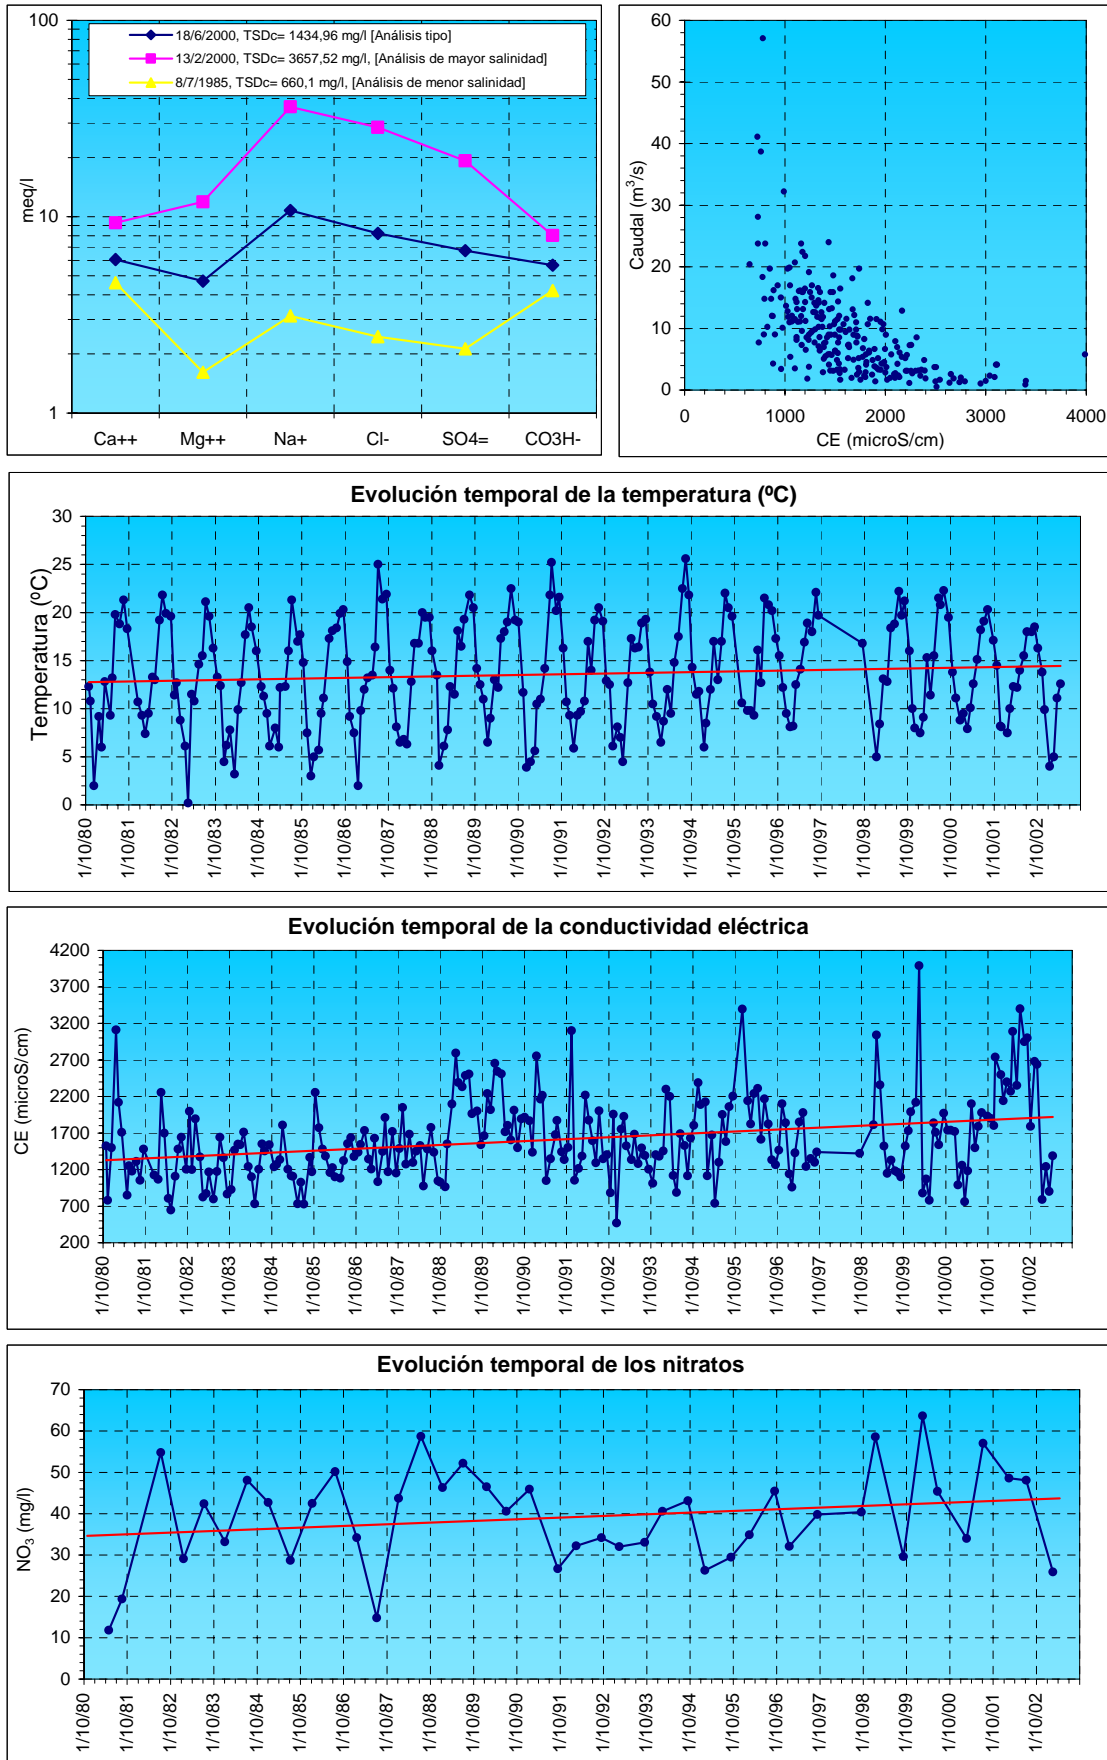 100
10
1
meq/l
18/6/2000, TSDc= 1434,96 mg/l [Análisis tipo]
13/2/2000, TSDc= 3657,52 mg/l, [Análisis de mayor salinidad]
8/7/1985, TSDc= 660,1 mg/l, [Análisis de menor salinidad]
Ca++ Mg++ Na+ Cl- SO4= CO3H-
60
50
40
30
20
10
0
Caudal (m³/s)
0 1000 2000 3000 4000
CE (microS/cm)
Evolución temporal de la temperatura (ºC)
30
25
20
15
10
5
0
Temperatura (ºC)
1/10/80 1/10/81 1/10/82 1/10/83 1/10/84 1/10/85 1/10/86 1/10/87 1/10/88 1/10/89 1/10/90 1/10/91 1/10/92 1/10/93 1/10/94 1/10/95 1/10/96 1/10/97 1/10/98 1/10/99 1/10/00 1/10/01 1/10/02
Evolución temporal de la conductividad eléctrica
4200
3700
3200
2700
2200
1700
1200
700
200
CE (microS/cm)
1/10/80 1/10/81 1/10/82 1/10/83 1/10/84 1/10/85 1/10/86 1/10/87 1/10/88 1/10/89 1/10/90 1/10/91 1/10/92 1/10/93 1/10/94 1/10/95 1/10/96 1/10/97 1/10/98 1/10/99 1/10/00 1/10/01 1/10/02
Evolución temporal de los nitratos
70
60
50
40
30
20
10
0
NO₃ (mg/l)
1/10/80 1/10/81 1/10/82 1/10/83 1/10/84 1/10/85 1/10/86 1/10/87 1/10/88 1/10/89 1/10/90 1/10/91 1/10/92 1/10/93 1/10/94 1/10/95 1/10/96 1/10/97 1/10/98 1/10/99 1/10/00 1/10/01 1/10/02